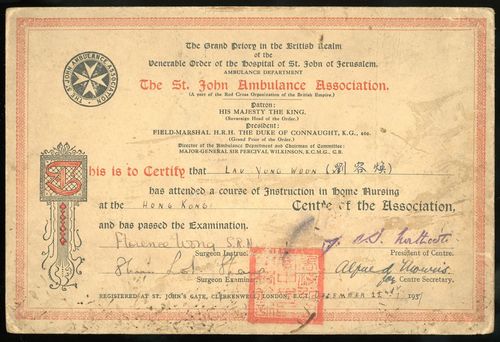 THE ST. JOHN AMBULANCE ASSOCIATION
The Grand Priory in the British Realm
of the
Venerable Order of the Hospital of St. John of Jerusalem.
AMBULANCE DEPARTMENT
The St. John Ambulance Association.
(A part of the Red Cross Organization of the British Empire.)
Patron:
HIS MAJESTY THE KING.
(Sovereign Head of the Order.)
President:
FIELD-MARSHAL H.R.H. THE DUKE OF CONNAUGHT, K.G., etc.
(Grand Prior of the Order.)
Director of the Ambulance Department and Chairman of Committee:
MAJOR-GENERAL SIR PERCIVAL WILKINSON, K.C.M.G., C.B.
This is to Certify that LAU YUNG WOON (劉容煥)
has attended a course of Instruction in Home Nursing
at the HONG KONG Centre of the Association,
and has passed the Examination.
Florence Wong S.R.N.
Surgeon Instruc President of Centre.
Surgeon Examiner for Centre Secretary.
REGISTERED AT ST. JOHN'S GATE, CLERKENWELL, LONDON, E.C.1 DECEMBER 193